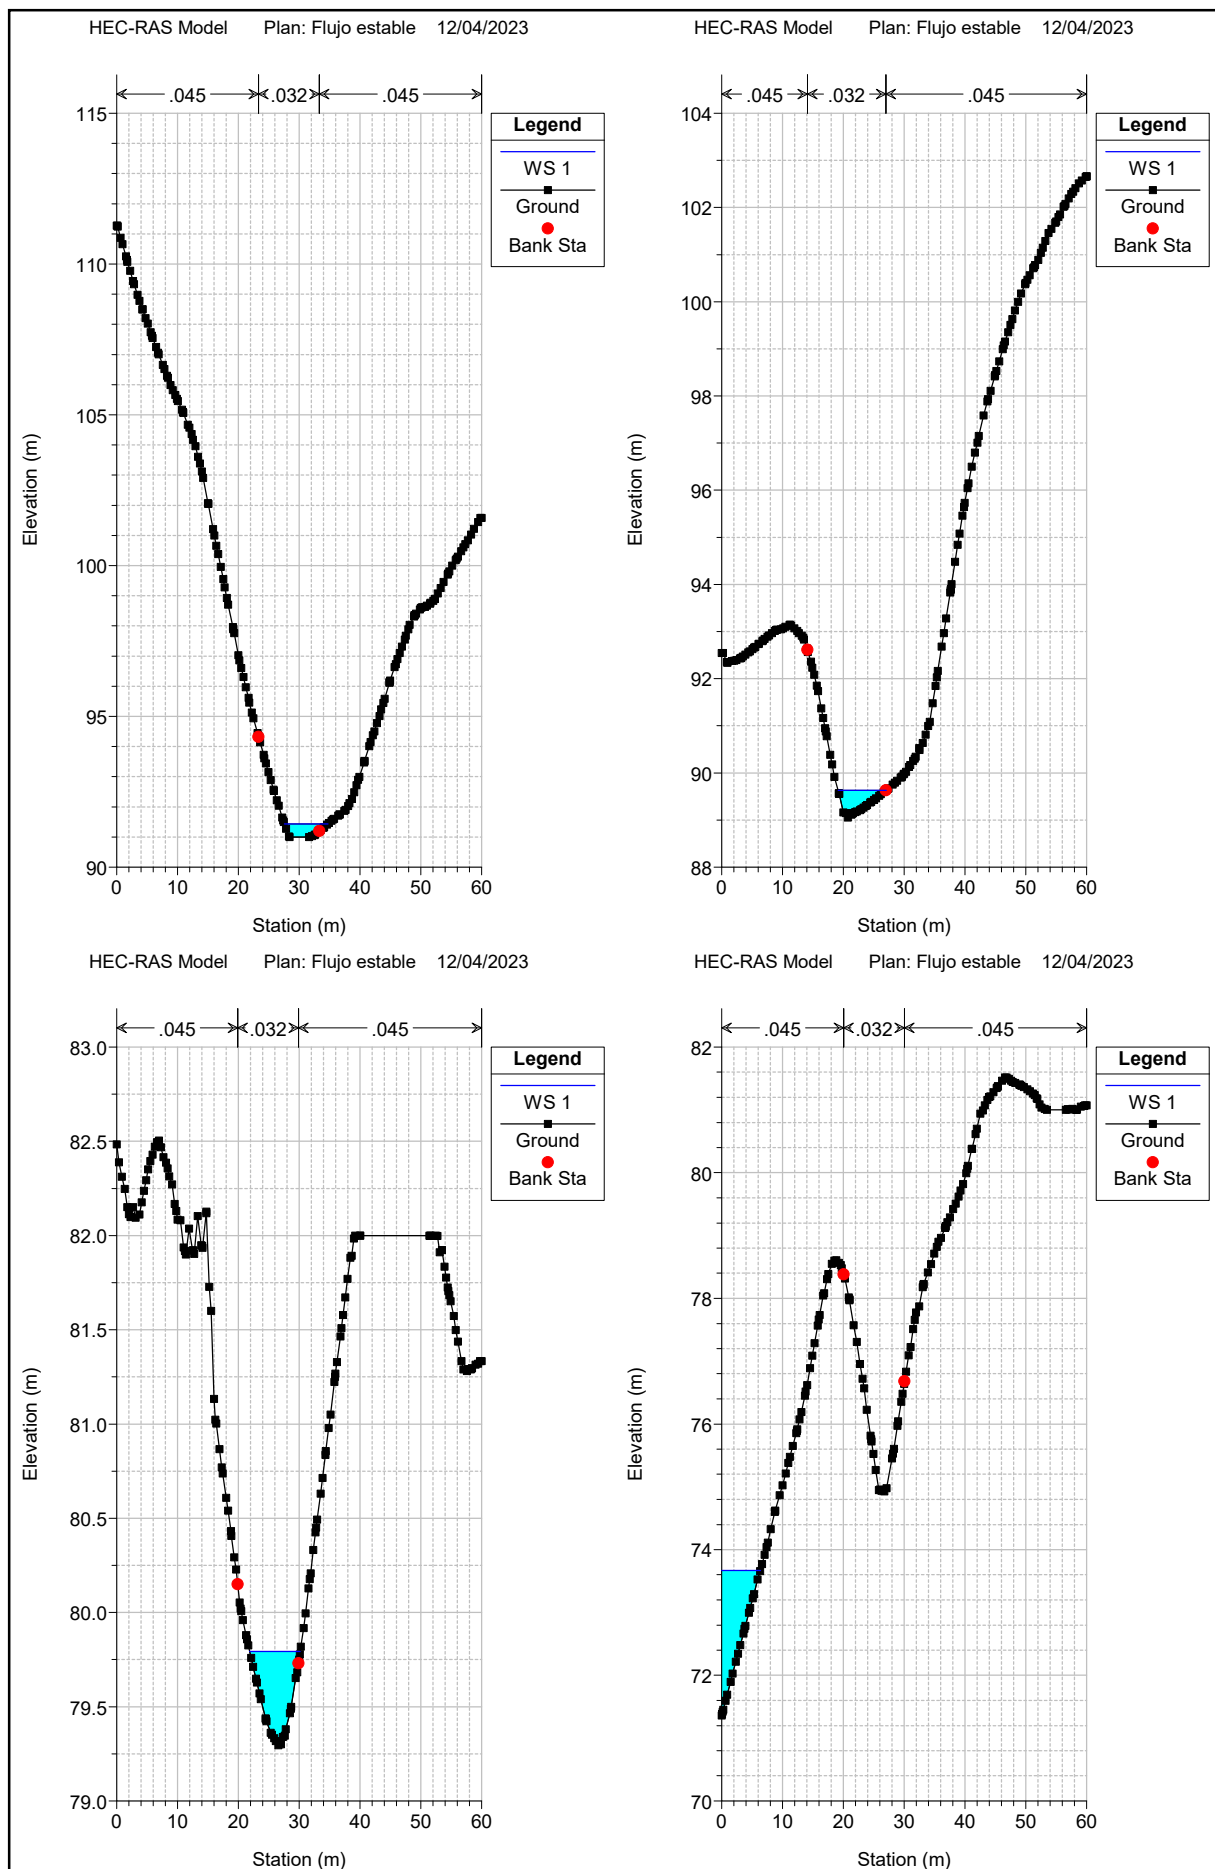 HEC-RAS Model Plan: Flujo estable 12/04/2023
.045 .032 .045
115
110
105
100
95
90
0 10 20 30 40 50 60
Station (m)
Elevation (m)
Legend
WS 1
Ground
Bank Sta
HEC-RAS Model Plan: Flujo estable 12/04/2023
.045 .032 .045
104
102
100
98
96
94
92
90
88
0 10 20 30 40 50 60
Station (m)
Elevation (m)
Legend
WS 1
Ground
Bank Sta
HEC-RAS Model Plan: Flujo estable 12/04/2023
.045 .032 .045
83.0
82.5
82.0
81.5
81.0
80.5
80.0
79.5
79.0
0 10 20 30 40 50 60
Station (m)
Elevation (m)
Legend
WS 1
Ground
Bank Sta
HEC-RAS Model Plan: Flujo estable 12/04/2023
.045 .032 .045
82
80
78
76
74
72
70
0 10 20 30 40 50 60
Station (m)
Elevation (m)
Legend
WS 1
Ground
Bank Sta